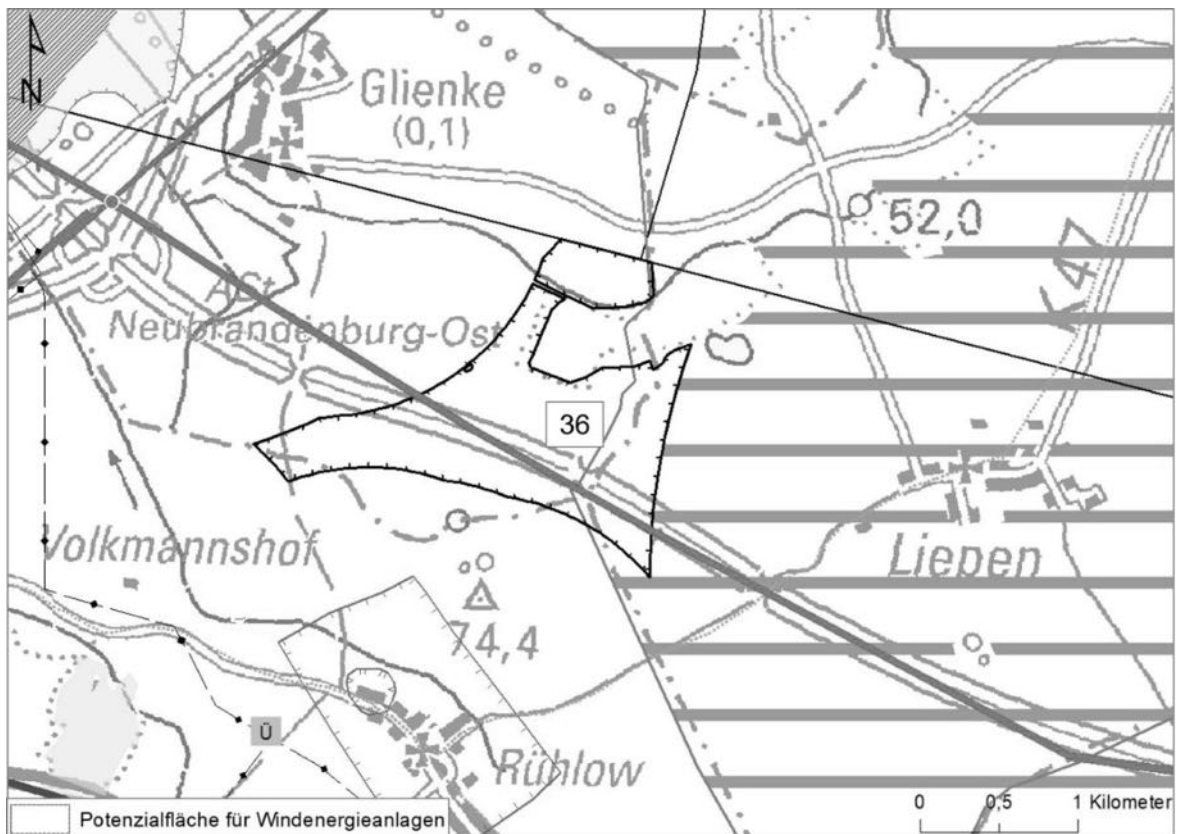 N
Glienke
(0,1)
52,0
ASt
Neubrandenburg-Ost
36
Volkmannshof
Liepen
74,4
Ü
Rühlow
Potenzialfläche für Windenergieanlagen
0 0,5 1 Kilometer